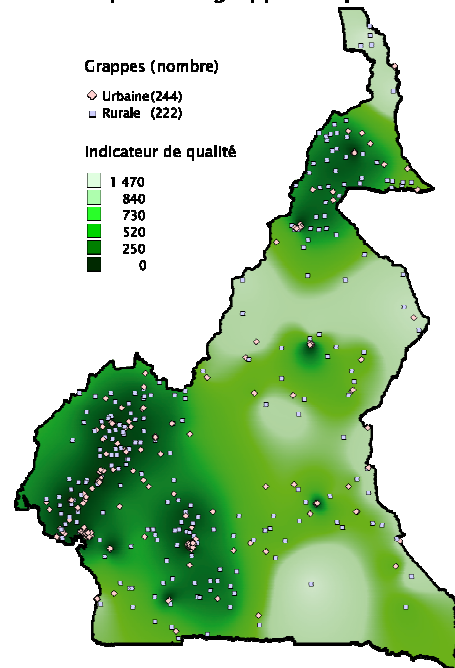 Grappes (nombre)
Urbaine(244)
Rurale (222)
Indicateur de qualité
1 470
840
730
520
250
0